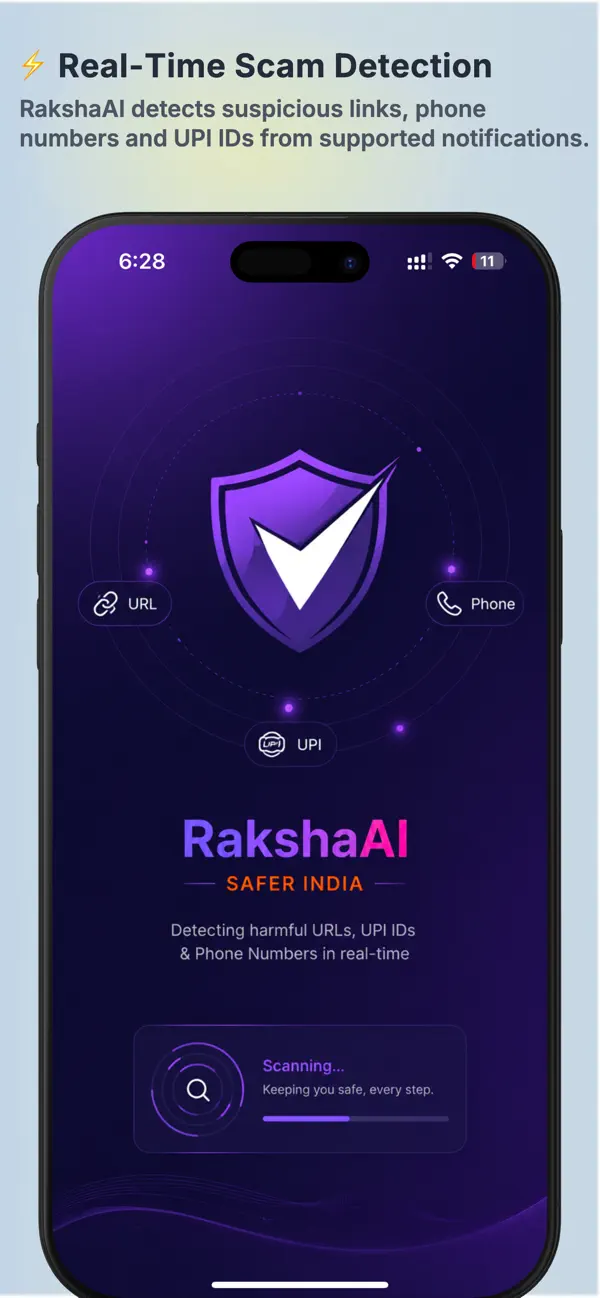 ⚡ Real-Time Scam Detection
RakshaAI detects suspicious links, phone
numbers and UPI IDs from supported notifications.
6:28
11
URL
Phone
UPI
UPI
RakshaAI
SAFER INDIA
Detecting harmful URLs, UPI IDs
& Phone Numbers in real-time
Scanning...
Keeping you safe, every step.